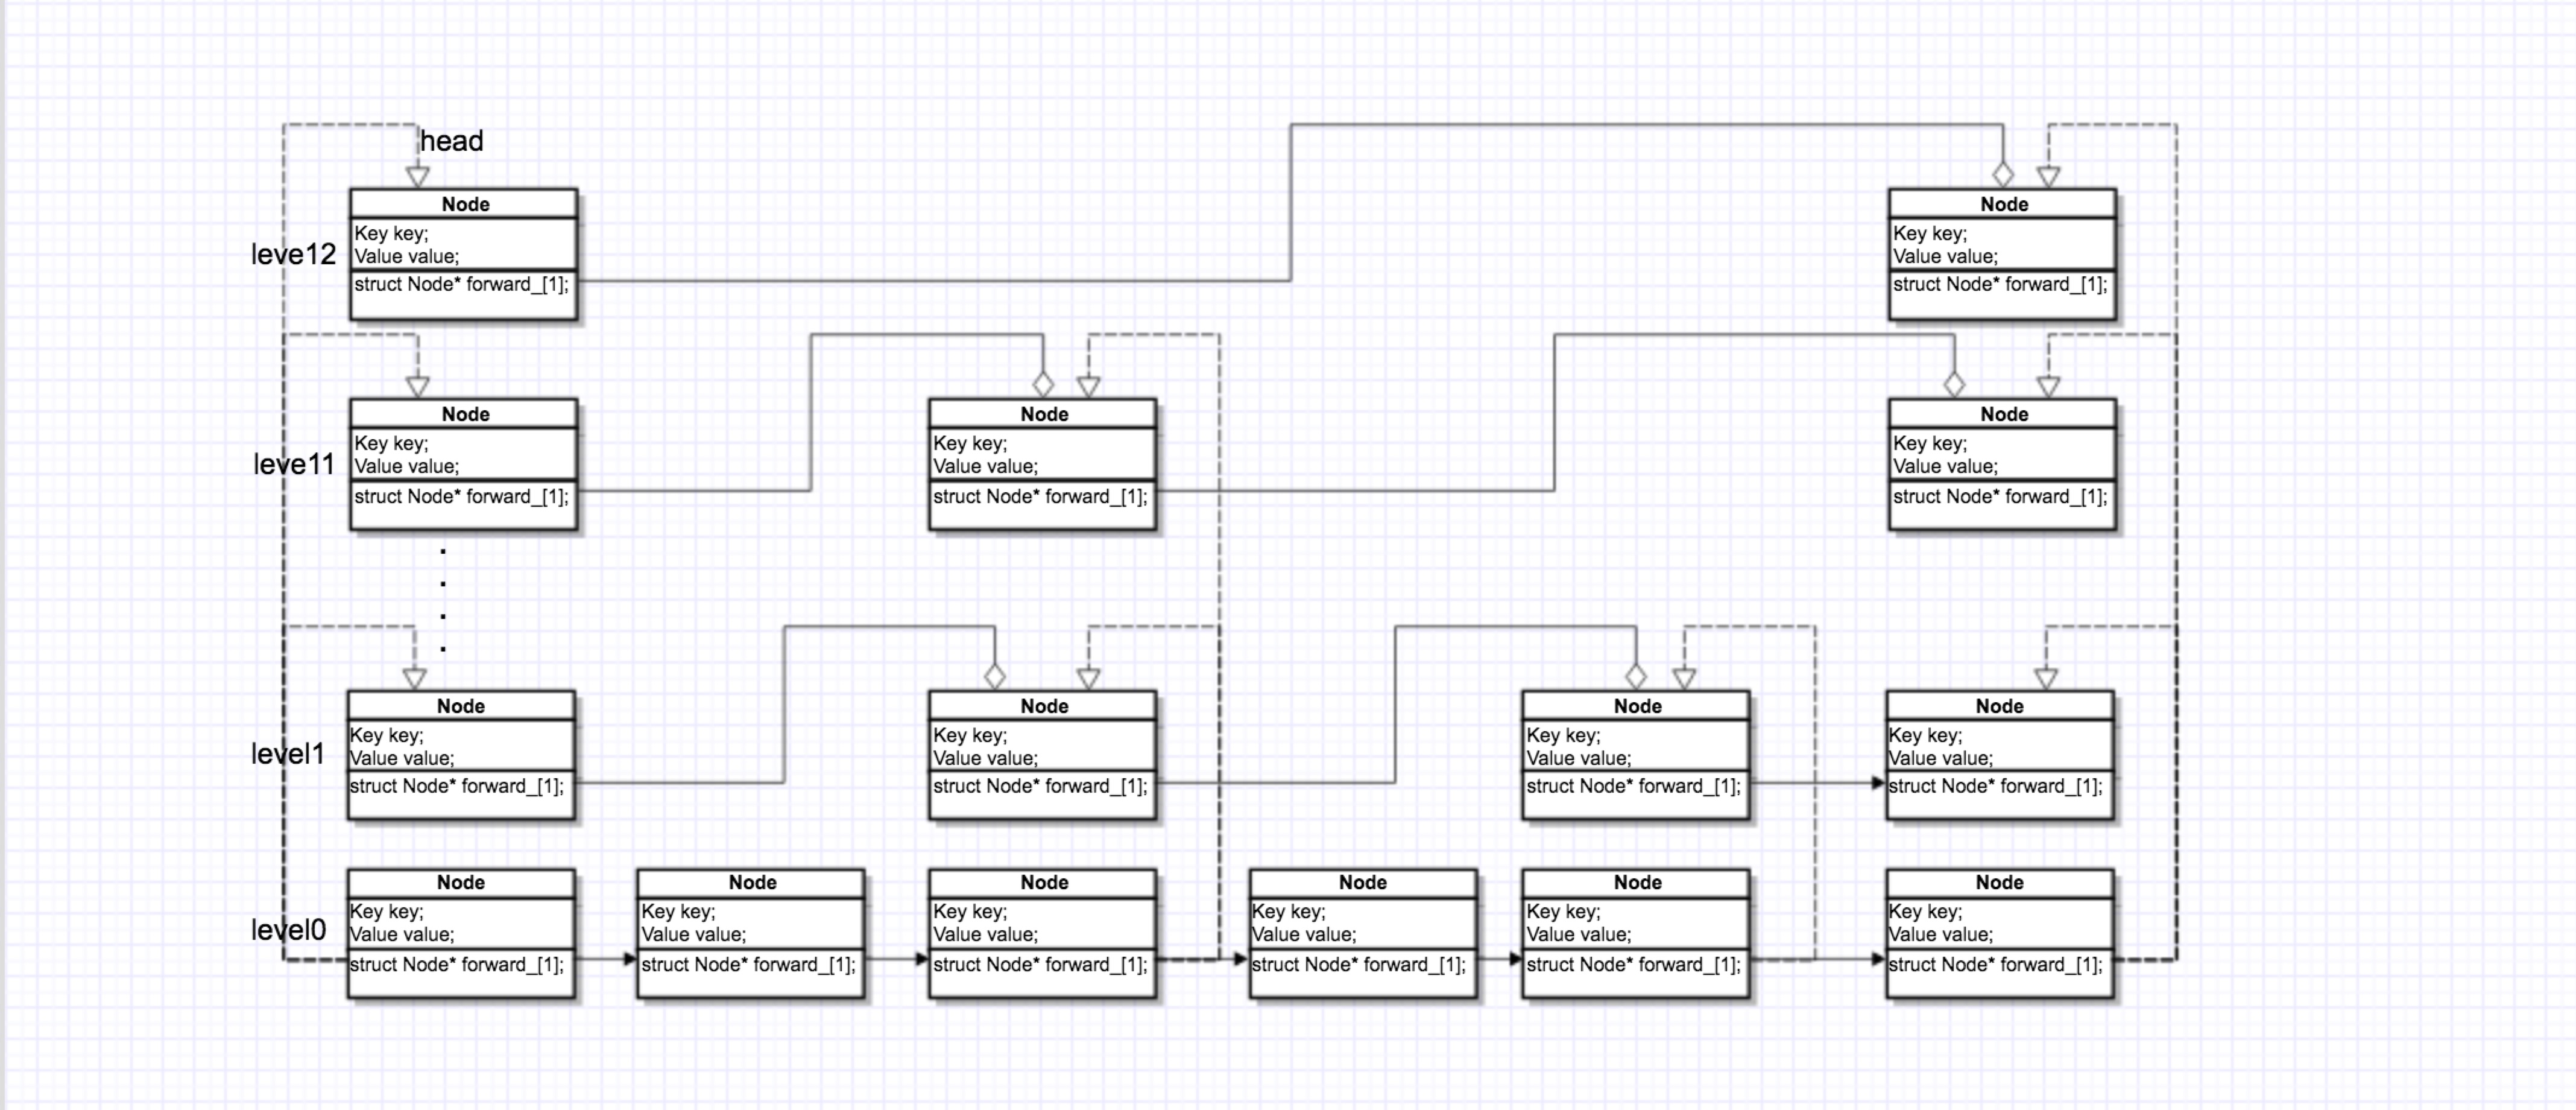 head
Node
Key key;
Value value;
struct Node* forward_[1];
Node
Key key;
Value value;
struct Node* forward_[1];
leve12
Node
Key key;
Value value;
struct Node* forward_[1];
Node
Key key;
Value value;
struct Node* forward_[1];
Node
Key key;
Value value;
struct Node* forward_[1];
leve11
Node
Key key;
Value value;
struct Node* forward_[1];
Node
Key key;
Value value;
struct Node* forward_[1];
Node
Key key;
Value value;
struct Node* forward_[1];
Node
Key key;
Value value;
struct Node* forward_[1];
level1
Node
Key key;
Value value;
struct Node* forward_[1];
Node
Key key;
Value value;
struct Node* forward_[1];
Node
Key key;
Value value;
struct Node* forward_[1];
Node
Key key;
Value value;
struct Node* forward_[1];
Node
Key key;
Value value;
struct Node* forward_[1];
Node
Key key;
Value value;
struct Node* forward_[1];
level0